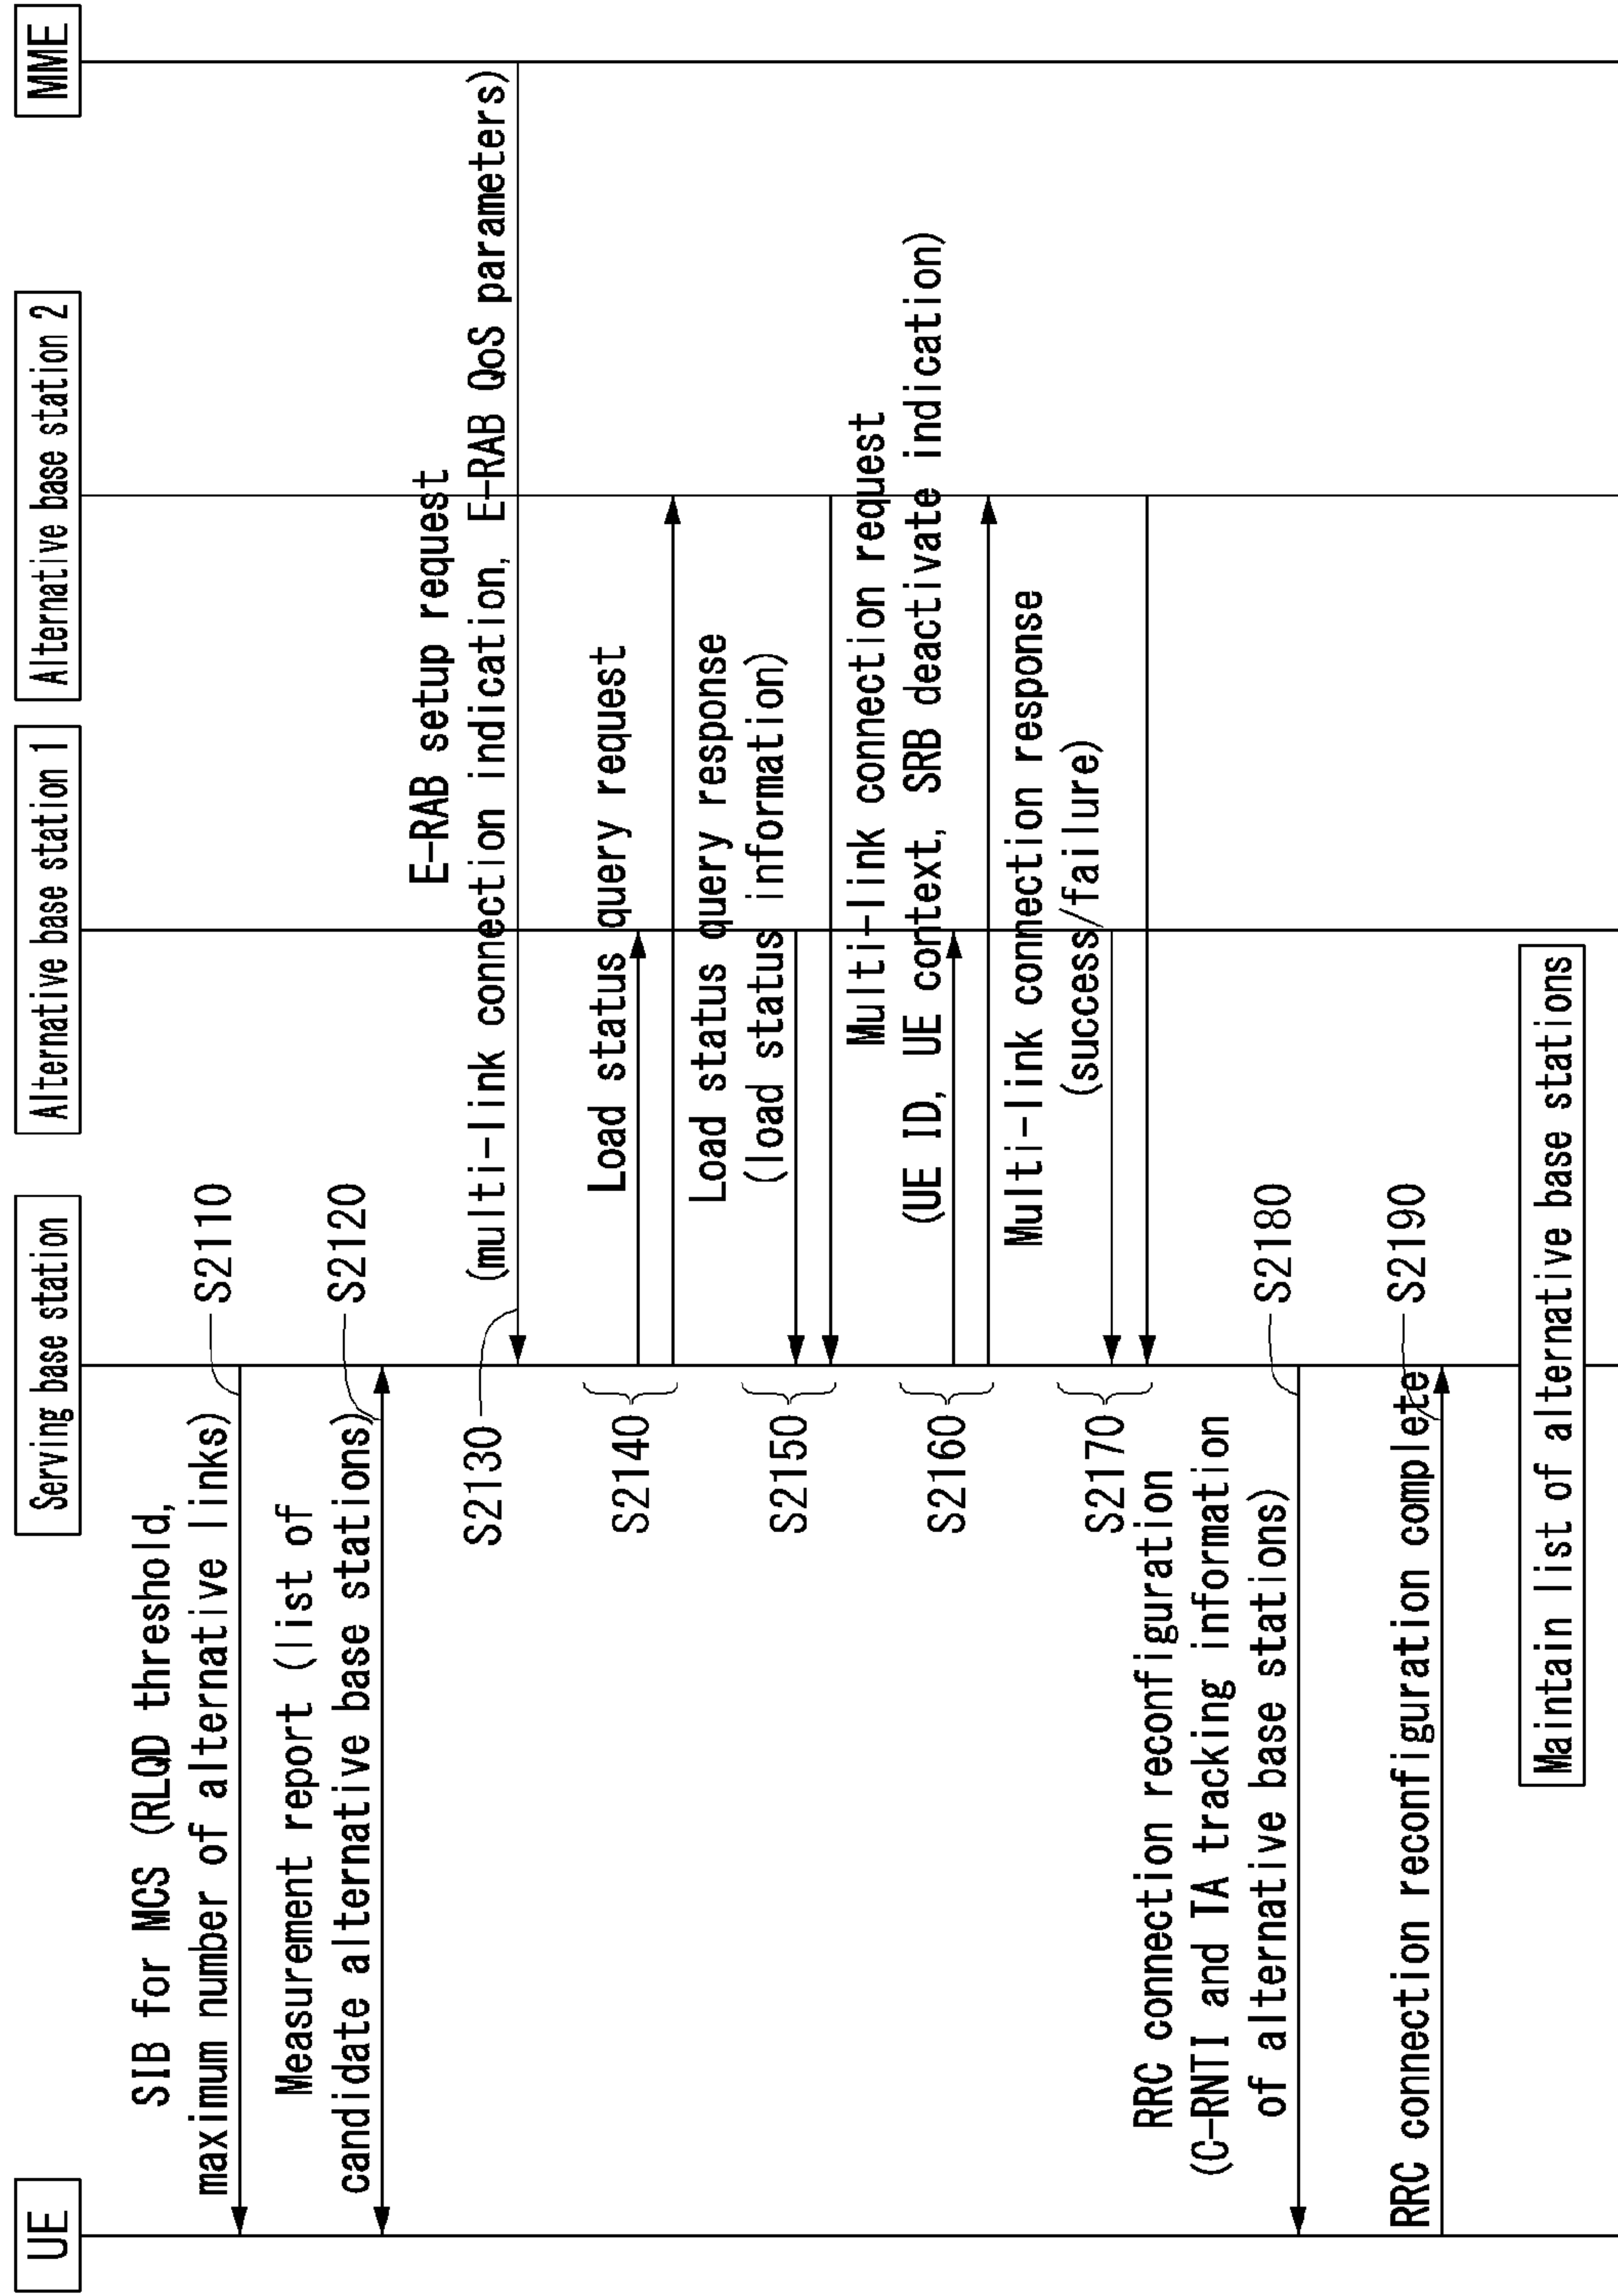 UE
Serving base station
Alternative base station 1
Alternative base station 2
MME
SIB for MCS (RLQD threshold,
maximum number of alternative links)
S2110
Measurement report (list of
candidate alternative base stations)
S2120
E-RAB setup request
(multi-link connection indication, E-RAB QoS parameters)
S2130
Load status query request
S2140
Load status query response
(load status information)
S2150
Multi-link connection request
(UE ID, UE context, SRB deactivate indication)
S2160
Multi-link connection response
(success/failure)
S2170
RRC connection reconfiguration
(C-RNTI and TA tracking information
of alternative base stations)
S2180
RRC connection reconfiguration complete
S2190
Maintain list of alternative base stations